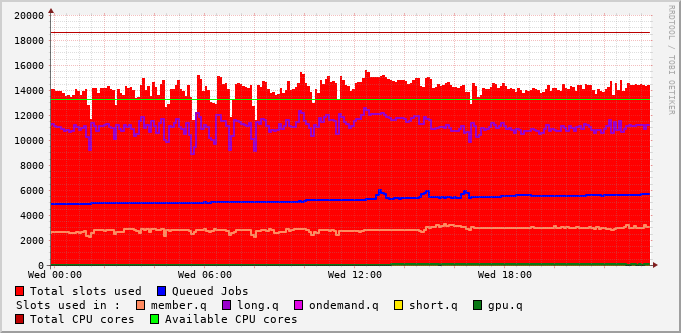 RRDTOOL / TOBI OETIKER
20000
18000
16000
14000
12000
10000
8000
6000
4000
2000
0
Wed 00:00 Wed 06:00 Wed 12:00 Wed 18:00
Total slots used Queued Jobs
Slots used in : member.q long.q ondemand.q short.q gpu.q
Total CPU cores Available CPU cores